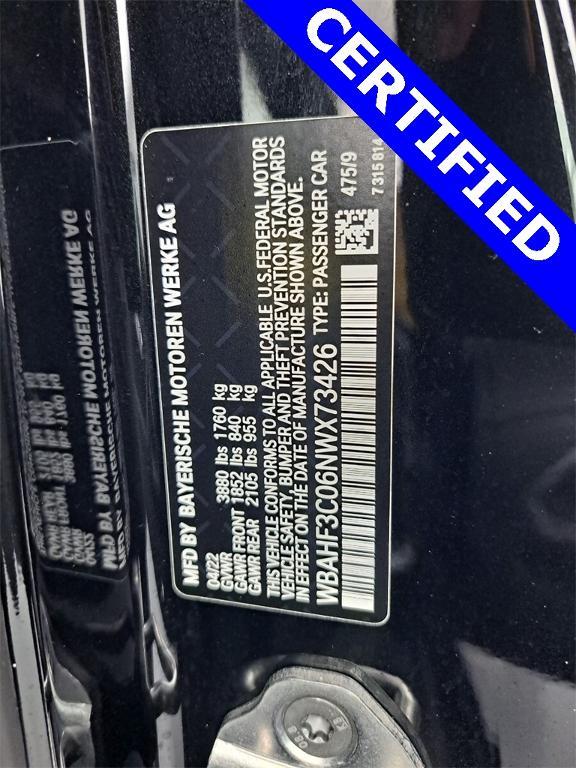 CERTIFIED
MFD BY BAYERISCHE MOTOREN WERKE AG
04/22
GVWR 3880 lbs 1760 kg
GAWR FRONT 1852 lbs 840 kg
GAWR REAR 2105 lbs 955 kg
THIS VEHICLE CONFORMS TO ALL APPLICABLE U.S. FEDERAL MOTOR
VEHICLE SAFETY, BUMPER AND THEFT PREVENTION STANDARDS
IN EFFECT ON THE DATE OF MANUFACTURE SHOWN ABOVE.
WBAHF3C06NWX73426 TYPE: PASSENGER CAR
475/9
7 315 814